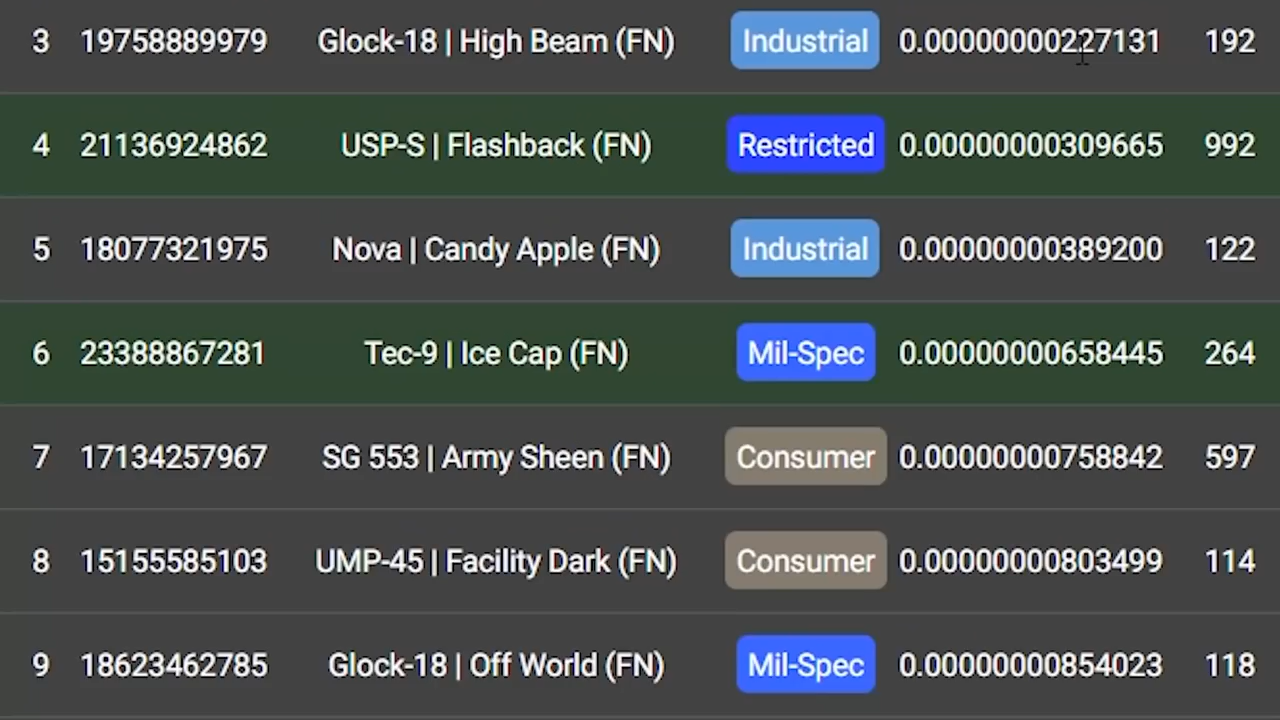 3 19758889979 Glock-18 | High Beam (FN) Industrial 0.00000000227131 192
4 21136924862 USP-S | Flashback (FN) Restricted 0.00000000309665 992
5 18077321975 Nova | Candy Apple (FN) Industrial 0.00000000389200 122
6 23388867281 Tec-9 | Ice Cap (FN) Mil-Spec 0.00000000658445 264
7 17134257967 SG 553 | Army Sheen (FN) Consumer 0.00000000758842 597
8 15155585103 UMP-45 | Facility Dark (FN) Consumer 0.00000000803499 114
9 18623462785 Glock-18 | Off World (FN) Mil-Spec 0.00000000854023 118